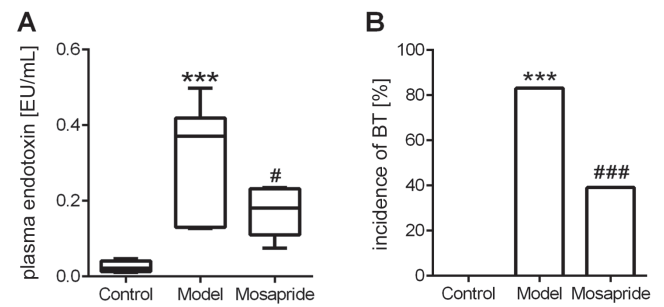 A
plasma endotoxin [EU/mL]
0.6
0.4
0.2
0.0
***
#
Control
Model
Mosapride
B
incidence of BT [%]
100
80
60
40
20
0
***
###
Control
Model
Mosapride